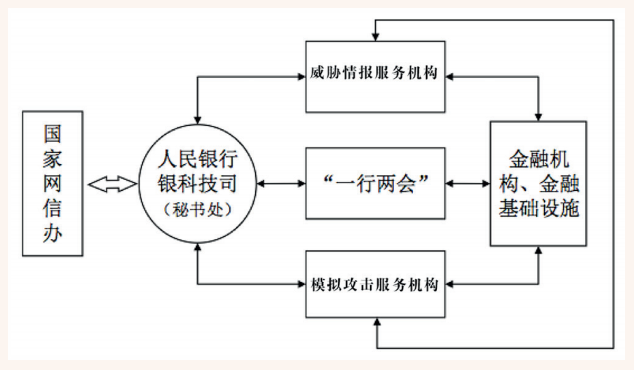 威胁情报服务机构
国
家
网
信
办
人民银行
银科技司
（秘书处）
“一行两会”
金融机
构、金融
基础设施
模拟攻击服务机构